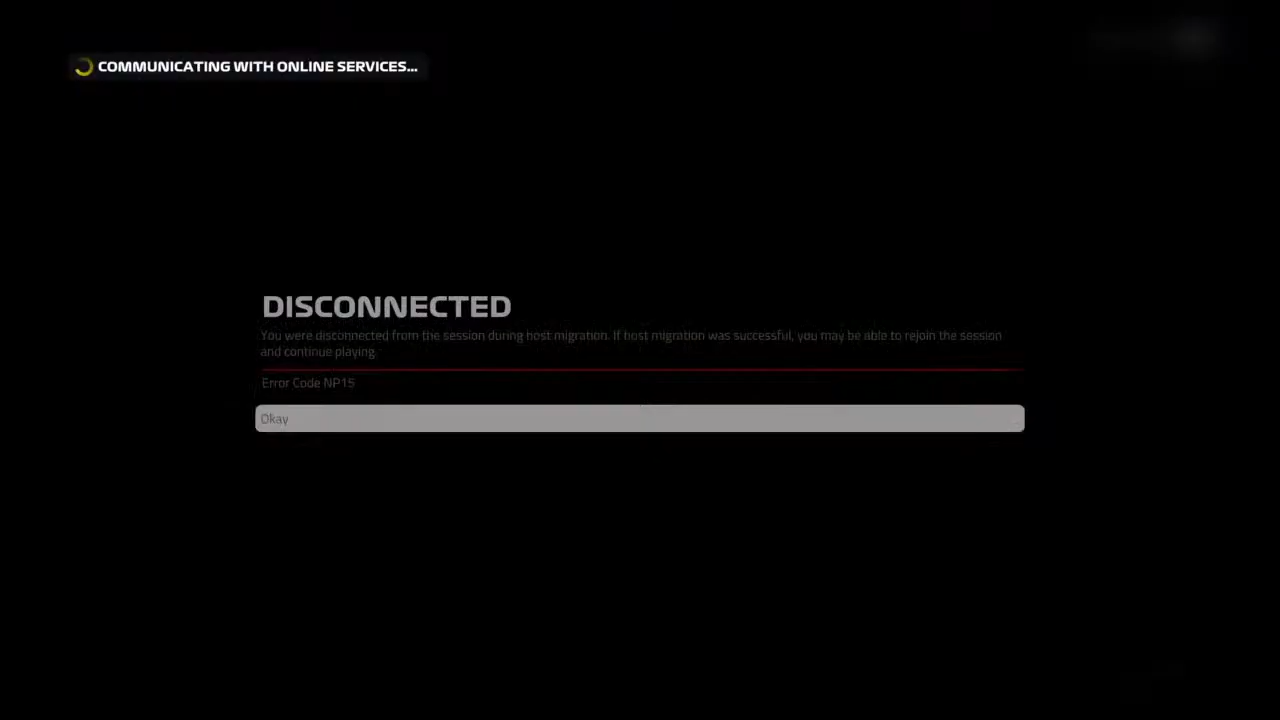 COMMUNICATING WITH ONLINE SERVICES...
DISCONNECTED
You were disconnected from the session during host migration. If host migration was successful, you may be able to rejoin the session
and continue playing.
Error Code NP15
Okay